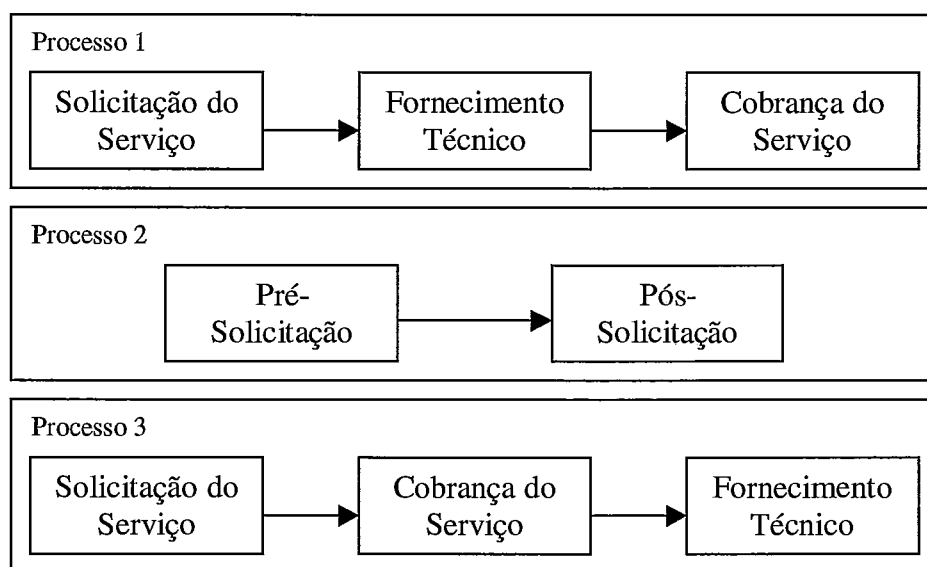 Processo 1
Solicitação do
Serviço
Fornecimento
Técnico
Cobrança do
Serviço
Processo 2
Pré-
Solicitação
Pós-
Solicitação
Processo 3
Solicitação do
Serviço
Cobrança do
Serviço
Fornecimento
Técnico